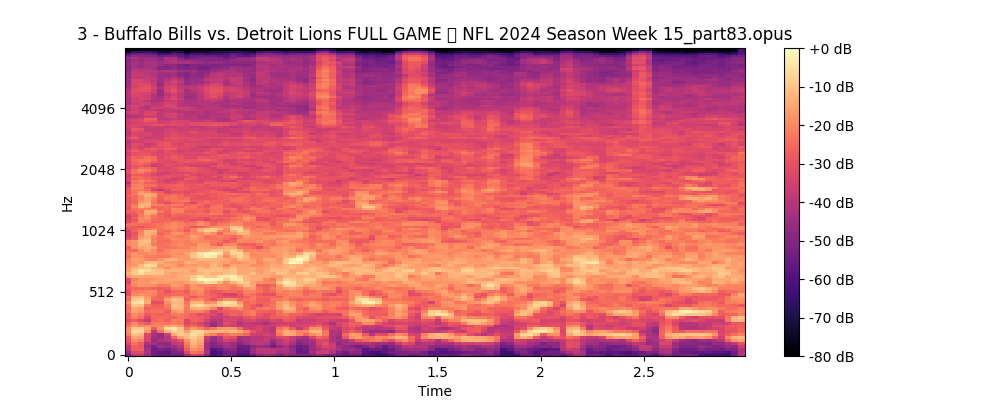 3 - Buffalo Bills vs. Detroit Lions FULL GAME ▯ NFL 2024 Season Week 15_part83.opus
+0 dB
-10 dB
-20 dB
-30 dB
-40 dB
-50 dB
-60 dB
-70 dB
-80 dB
4096
2048
1024
512
0
Hz
0 0.5 1 1.5 2 2.5
Time